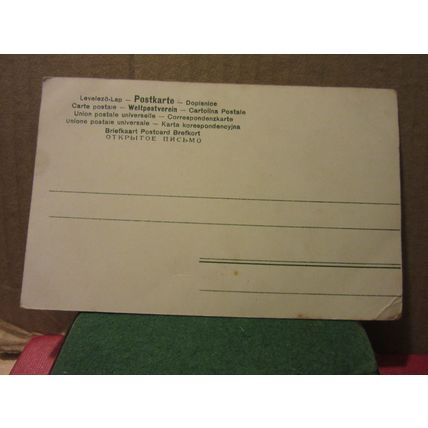 Levelezö-Lap — Postkarte — Dopisnice
Carte postale — Weltpostverein — Cartolina Postale
Union postale universelle — Correspondenzkarte
Unione postale universale — Karta korespondencyjna
Briefkaart Postcard Brefkort
ОТКРЫТОЕ ПИСЬМО